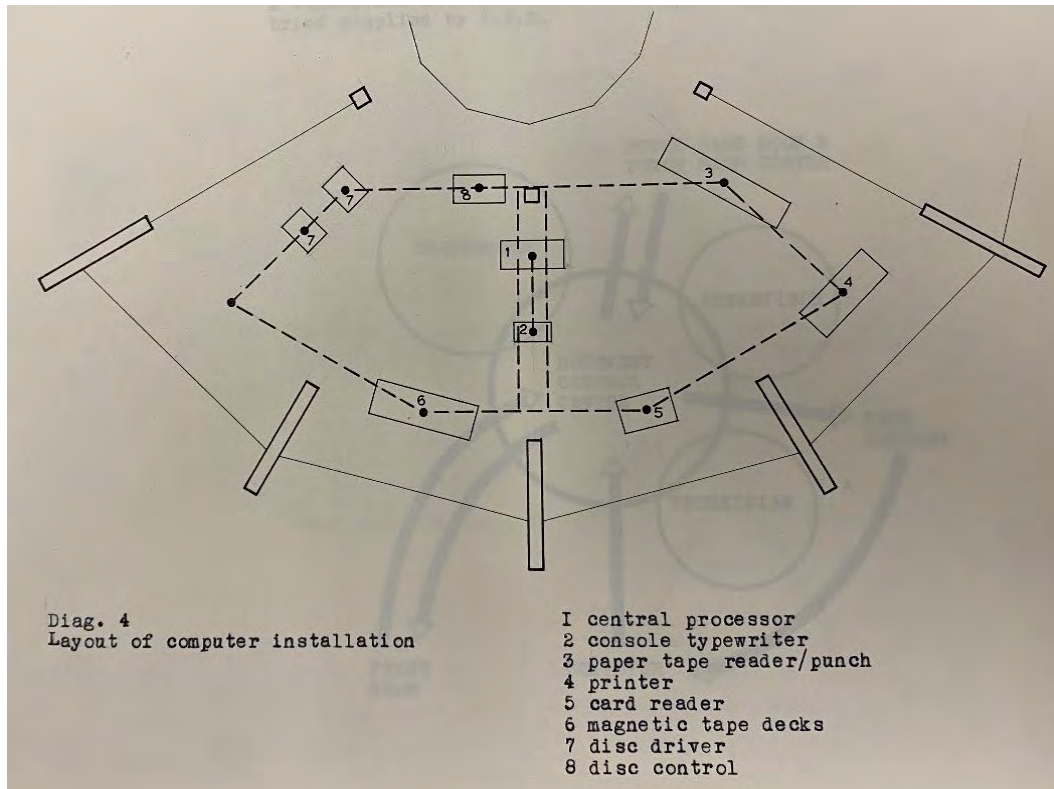 7
7
8
3
1
4
2
6
5
Diag. 4
Layout of computer installation
I central processor
2 console typewriter
3 paper tape reader/punch
4 printer
5 card reader
6 magnetic tape decks
7 disc driver
8 disc control